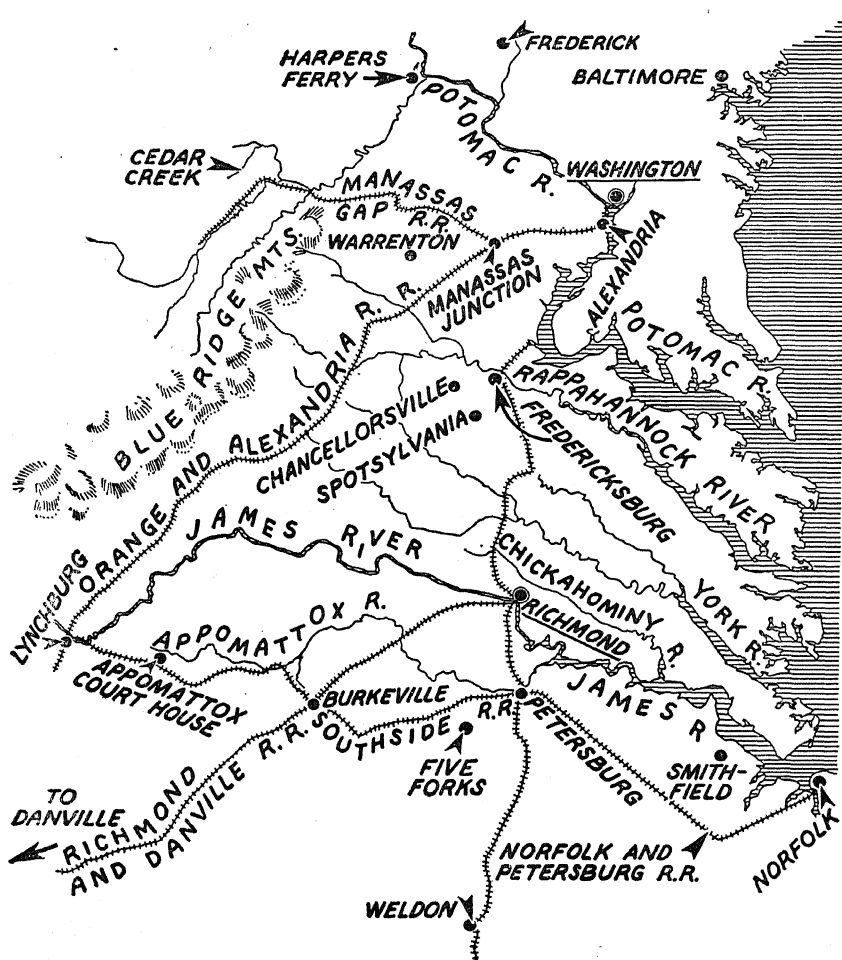 FREDERICK
HARPERS
FERRY
BALTIMORE
POTOMAC R.
CEDAR
CREEK
WASHINGTON
MANASSAS
GAP R.R.
WARRENTON
MANASSAS
JUNCTION
ALEXANDRIA
BLUE RIDGE MTS.
POTOMAC R.
ORANGE AND ALEXANDRIA R. R.
RAPPAHANNOCK RIVER
CHANCELLORSVILLE
SPOTSYLVANIA
FREDERICKSBURG
JAMES RIVER
CHICKAHOMINY R.
YORK R.
LYNCHBURG
APPOMATTOX R.
RICHMOND
APPOMATTOX
COURT HOUSE
BURKEVILLE
JAMES R
SOUTHSIDE R.R.
PETERSBURG
FIVE
FORKS
SMITH-
FIELD
TO
DANVILLE
RICHMOND
AND DANVILLE R.R.
NORFOLK AND
PETERSBURG R.R.
NORFOLK
WELDON